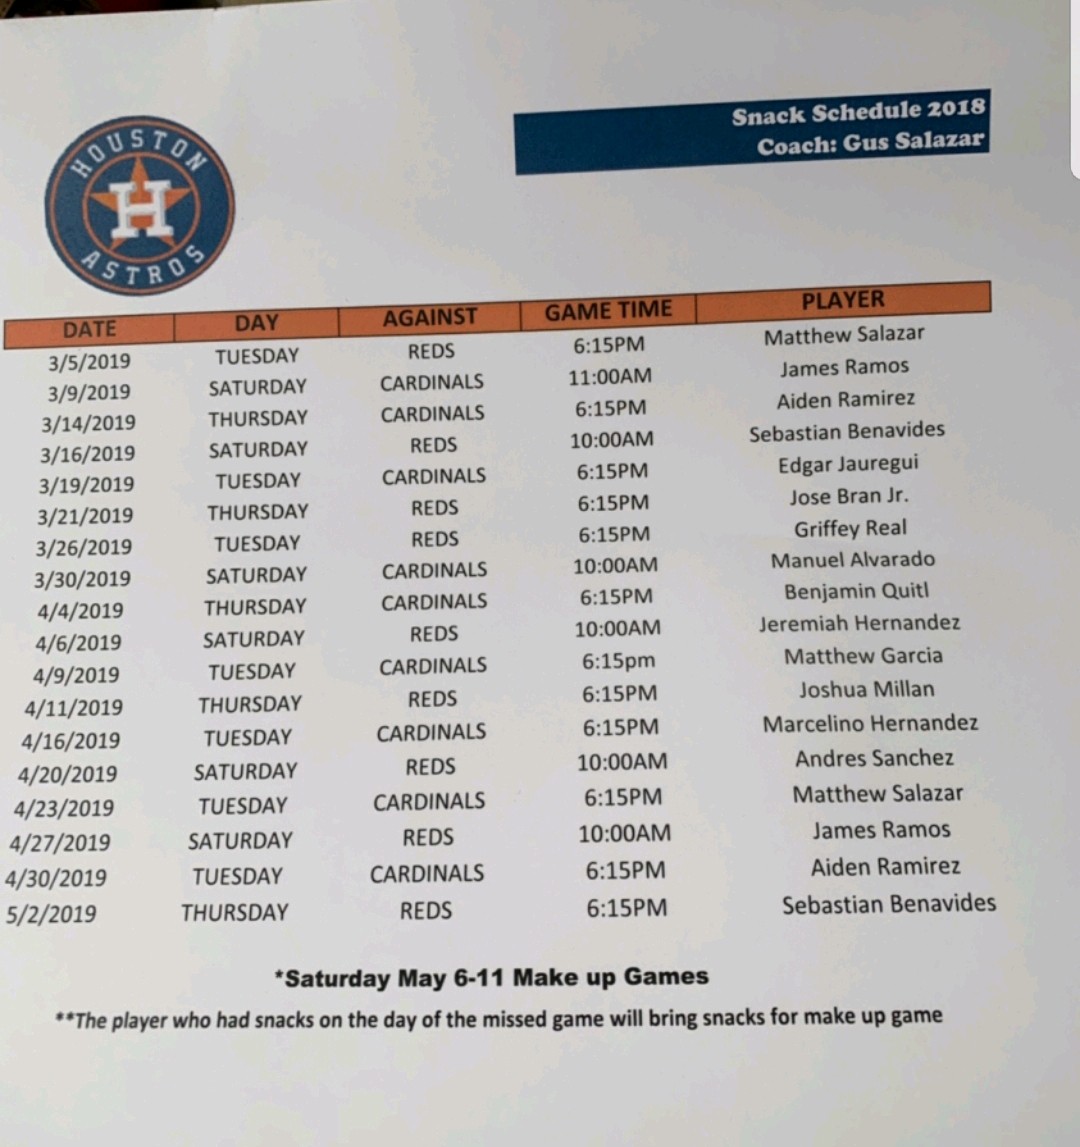 HOUSTON
H
ASTROS
Snack Schedule 2018
Coach: Gus Salazar
DATE DAY AGAINST GAME TIME PLAYER
3/5/2019 TUESDAY REDS 6:15PM Matthew Salazar
3/9/2019 SATURDAY CARDINALS 11:00AM James Ramos
3/14/2019 THURSDAY CARDINALS 6:15PM Aiden Ramirez
3/16/2019 SATURDAY REDS 10:00AM Sebastian Benavides
3/19/2019 TUESDAY CARDINALS 6:15PM Edgar Jauregui
3/21/2019 THURSDAY REDS 6:15PM Jose Bran Jr.
3/26/2019 TUESDAY REDS 6:15PM Griffey Real
3/30/2019 SATURDAY CARDINALS 10:00AM Manuel Alvarado
4/4/2019 THURSDAY CARDINALS 6:15PM Benjamin Quitl
4/6/2019 SATURDAY REDS 10:00AM Jeremiah Hernandez
4/9/2019 TUESDAY CARDINALS 6:15pm Matthew Garcia
4/11/2019 THURSDAY REDS 6:15PM Joshua Millan
4/16/2019 TUESDAY CARDINALS 6:15PM Marcelino Hernandez
4/20/2019 SATURDAY REDS 10:00AM Andres Sanchez
4/23/2019 TUESDAY CARDINALS 6:15PM Matthew Salazar
4/27/2019 SATURDAY REDS 10:00AM James Ramos
4/30/2019 TUESDAY CARDINALS 6:15PM Aiden Ramirez
5/2/2019 THURSDAY REDS 6:15PM Sebastian Benavides
*Saturday May 6-11 Make up Games
**The player who had snacks on the day of the missed game will bring snacks for make up game